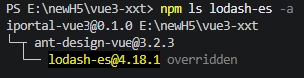 PS E:\newH5\vue3-xxt> npm ls lodash-es -a
iportal-vue3@0.1.0 E:\newH5\vue3-xxt
└─┬ ant-design-vue@3.2.3
  └── lodash-es@4.18.1 overridden